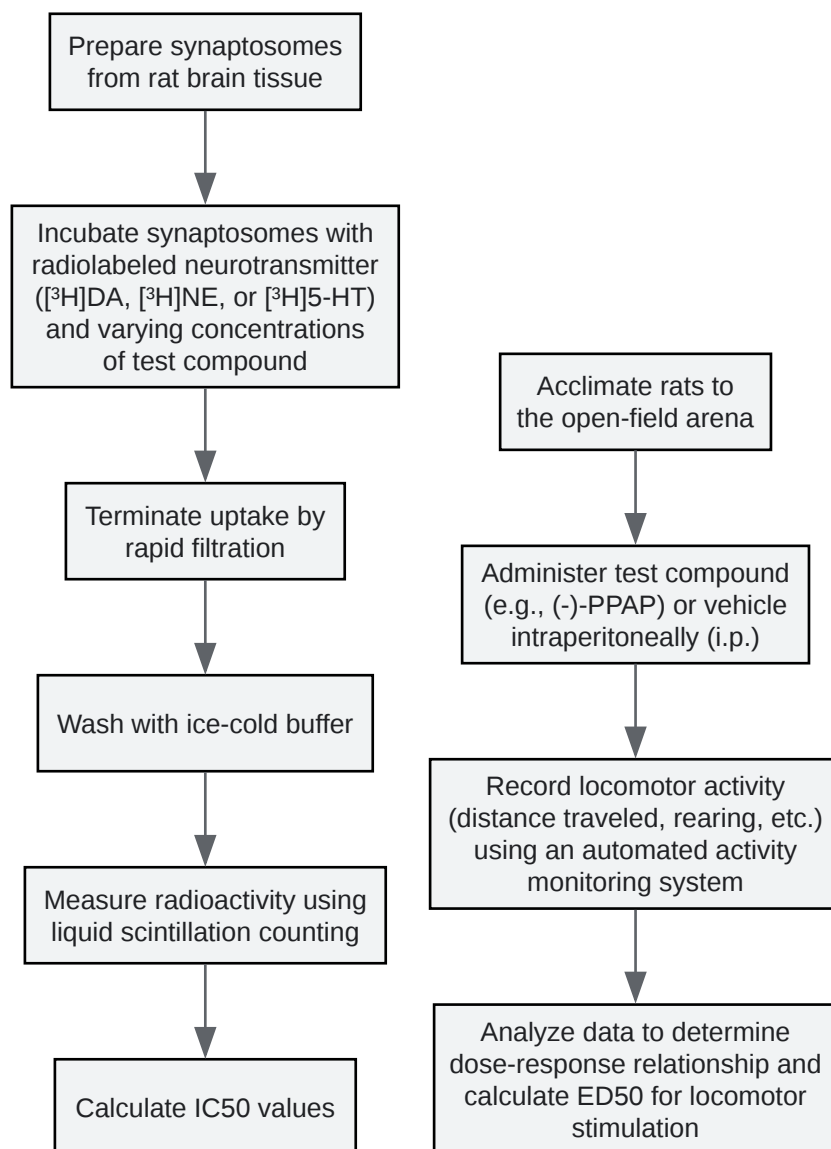 Prepare synaptosomes
from rat brain tissue
Incubate synaptosomes with
radiolabeled neurotransmitter
([³H]DA, [³H]NE, or [³H]5-HT)
and varying concentrations
of test compound
Terminate uptake by
rapid filtration
Wash with ice-cold buffer
Measure radioactivity using
liquid scintillation counting
Calculate IC50 values
Acclimate rats to
the open-field arena
Administer test compound
(e.g., (-)-PPAP) or vehicle
intraperitoneally (i.p.)
Record locomotor activity
(distance traveled, rearing, etc.)
using an automated activity
monitoring system
Analyze data to determine
dose-response relationship and
calculate ED50 for locomotor
stimulation